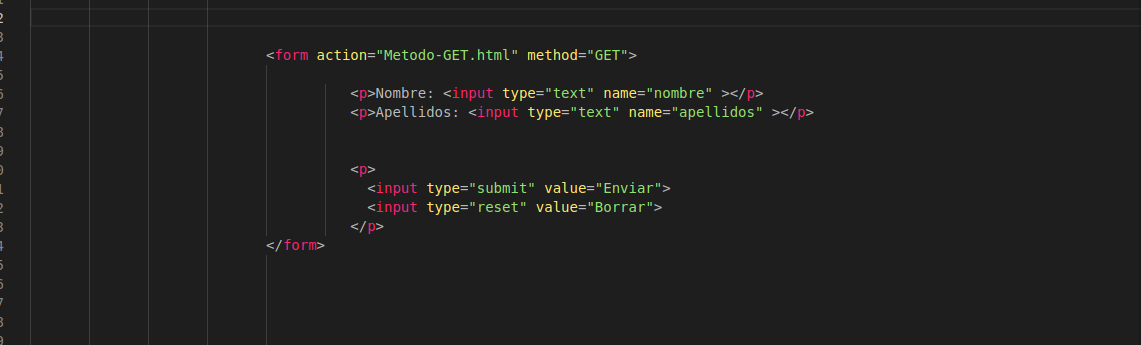 <form action="Metodo-GET.html" method="GET">
<p>Nombre: <input type="text" name="nombre" ></p>
<p>Apellidos: <input type="text" name="apellidos" ></p>
<p>
<input type="submit" value="Enviar">
<input type="reset" value="Borrar">
</p>
</form>